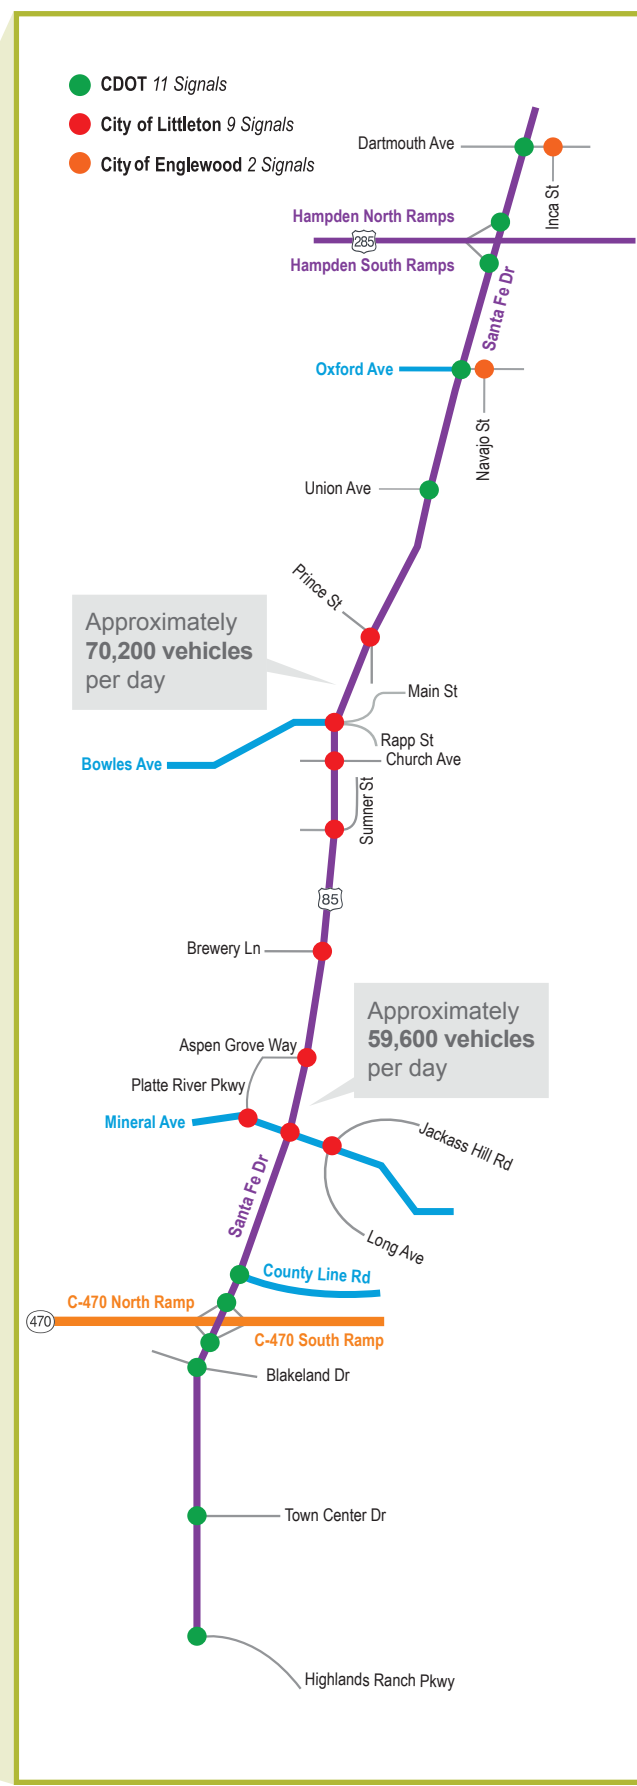 CDOT 11 Signals
City of Littleton 9 Signals
City of Englewood 2 Signals
Dartmouth Ave
Inca St
Hampden North Ramps
285
Hampden South Ramps
Santa Fe Dr
Oxford Ave
Navajo St
Union Ave
Prince St
Approximately
70,200 vehicles
per day
Main St
Rapp St
Bowles Ave
Church Ave
Sumner St
85
Brewery Ln
Approximately
59,600 vehicles
per day
Aspen Grove Way
Platte River Pkwy
Mineral Ave
Jackass Hill Rd
Santa Fe Dr
Long Ave
County Line Rd
C-470 North Ramp
470
C-470 South Ramp
Blakeland Dr
Town Center Dr
Highlands Ranch Pkwy